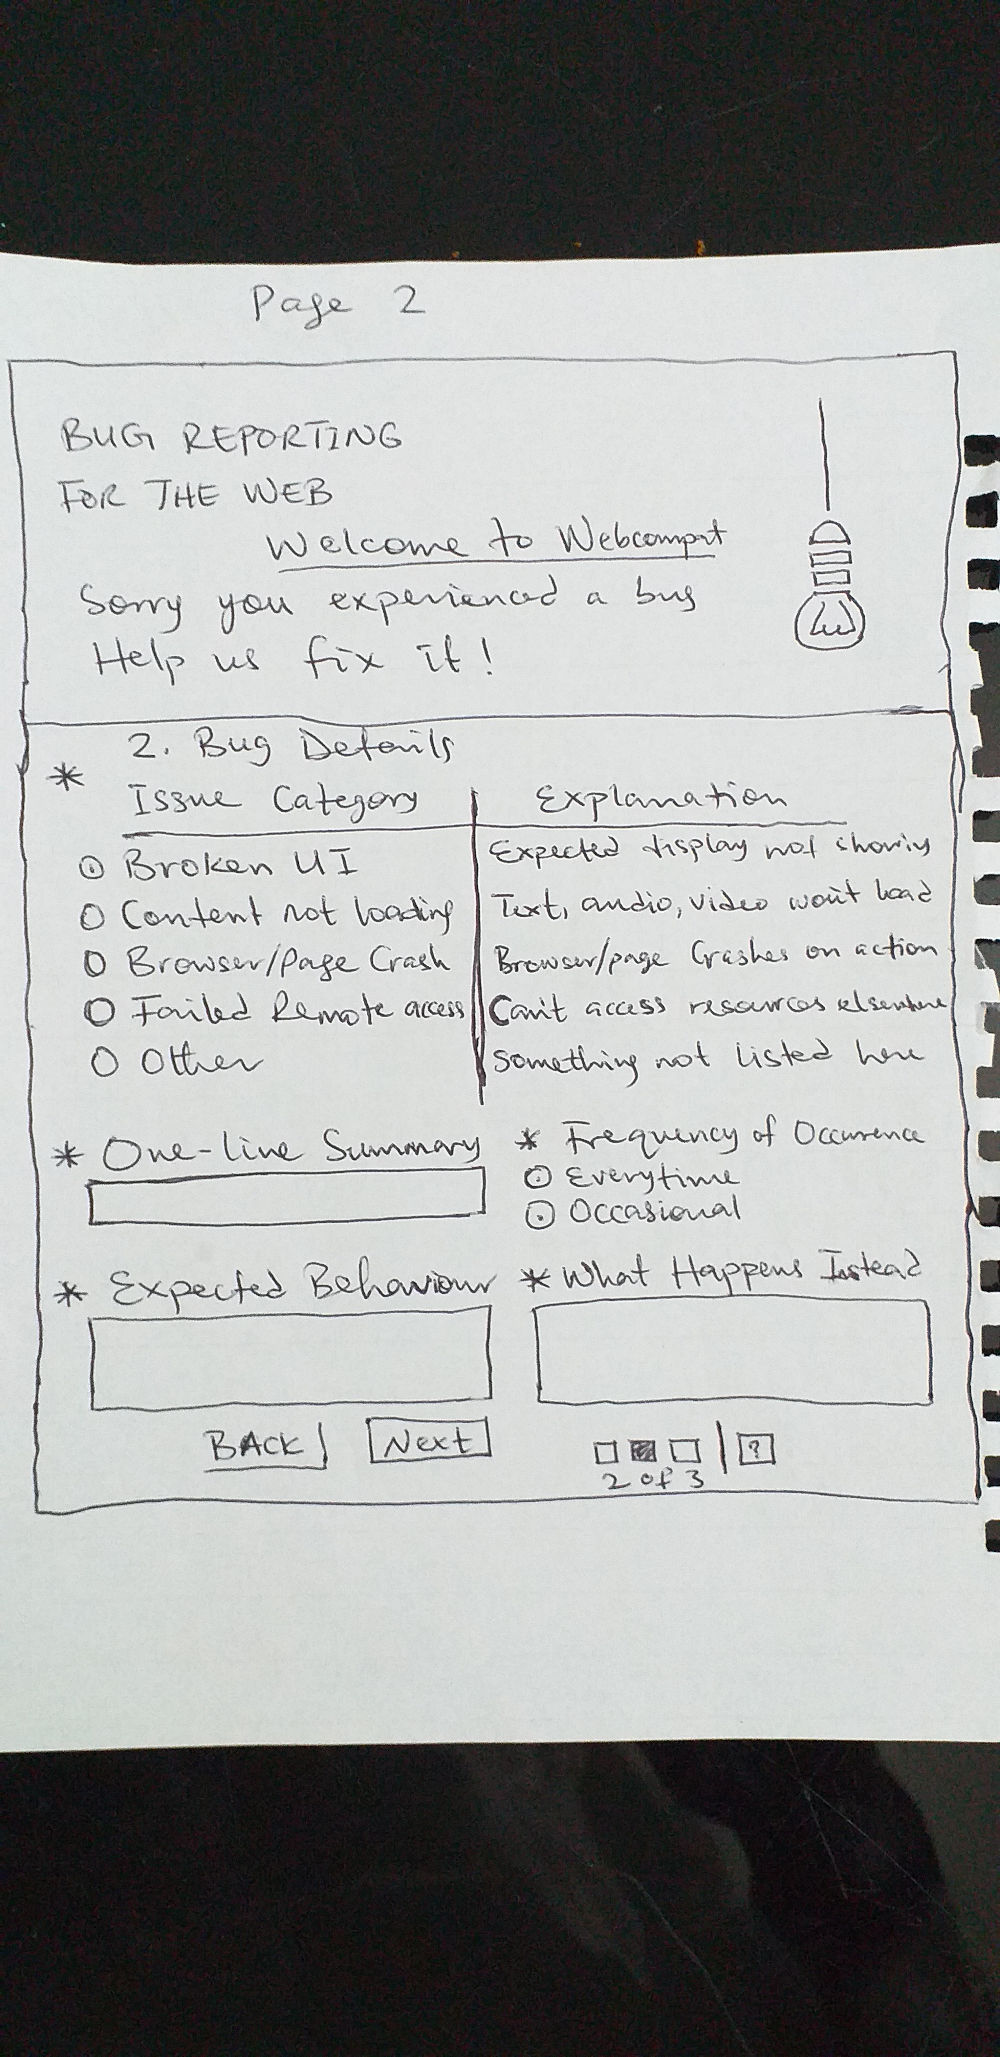 Page 2
BUG REPORTING
FOR THE WEB
Welcome to Webcompat
Sorry you experienced a bug
Help us fix it!
* 2. Bug Details
Issue Category | Explanation
Broken UI | Expected display not showing
Content not loading | Text, audio, video won't load
Browser/Page Crash | Browser/page Crashes on action
Failed Remote access | Can't access resources elsewhere
Other | Something not listed here
* One-line Summary * Frequency of Occurrence
Everytime
Occasional
* Expected Behaviour * What Happens Instead
BACK Next ?
2 of 3